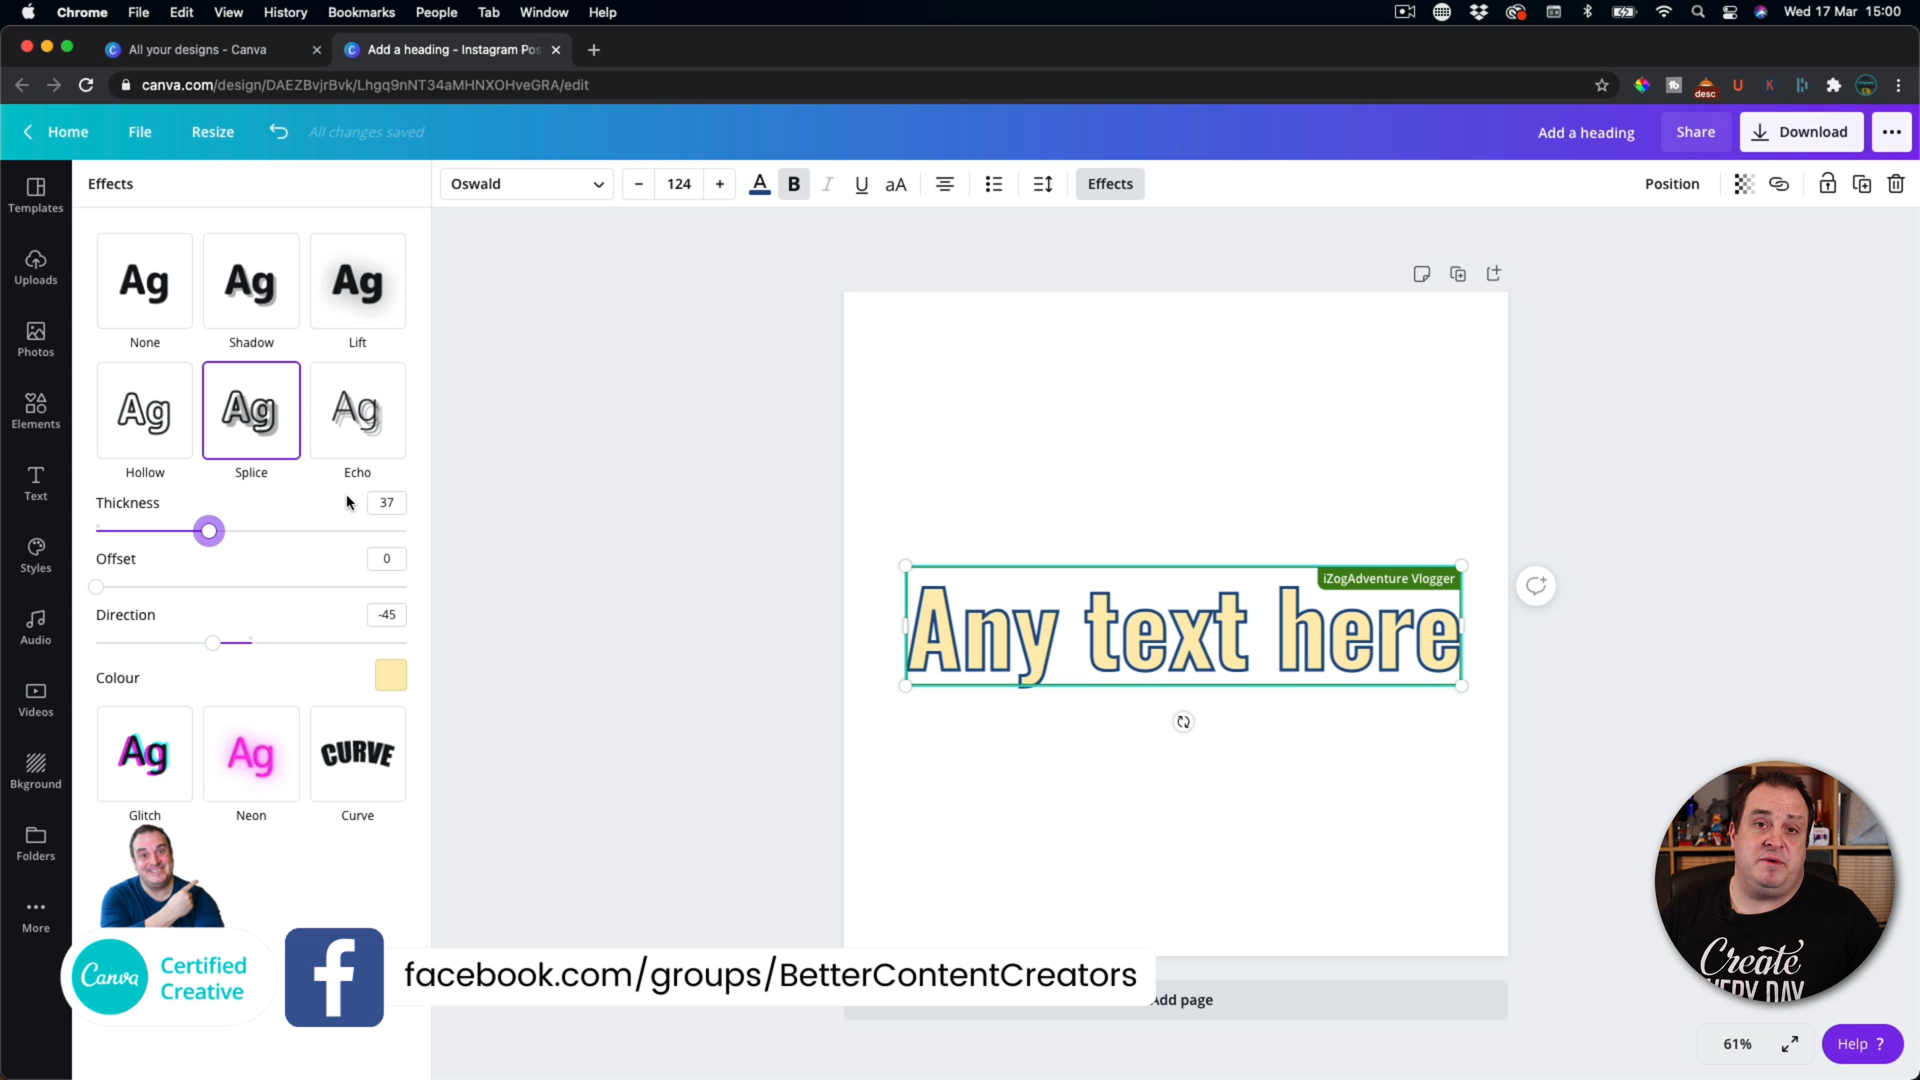 Chrome File Edit View History Bookmarks People Tab Window Help
Wed 17 Mar 15:00
All your designs - Canva
Add a heading - Instagram Pos
canva.com/design/DAEZBvjrBvk/Lhgq9nNT34aMHNXOHveGRA/edit
desc
Home File Resize All changes saved
Add a heading Share Download
Effects
Oswald
124
A B I U aA
Effects
Position
Templates
Uploads
Photos
Elements
Text
Styles
Audio
Videos
Bkground
Folders
More
Ag Ag Ag
None Shadow Lift
Ag Ag Ag
Hollow Splice Echo
Thickness 37
Offset 0
Direction -45
Colour
Ag Ag CURVE
Glitch Neon Curve
iZogAdventure Vlogger
Any text here
Canva
Certified
Creative
f
facebook.com/groups/BetterContentCreators
Add page
Create
EVERY DAY
61%
Help ?